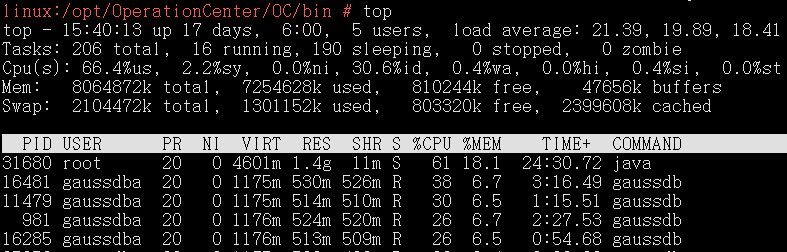 linux:/opt/OperationCenter/OC/bin # top
top - 15:40:13 up 17 days,  6:00,  5 users,  load average: 21.39, 19.89, 18.41
Tasks: 206 total,  16 running, 190 sleeping,   0 stopped,   0 zombie
Cpu(s): 66.4%us,  2.2%sy,  0.0%ni, 30.6%id,  0.4%wa,  0.0%hi,  0.4%si,  0.0%st
Mem:   8064872k total,  7254628k used,   810244k free,    47656k buffers
Swap:  2104472k total,  1301152k used,   803320k free,  2399608k cached
PID USER      PR  NI  VIRT  RES  SHR S %CPU %MEM    TIME+  COMMAND
31680 root      20   0 4601m 1.4g  11m S   61 18.1  24:30.72 java
16481 gaussdba  20   0 1175m 530m 526m R   38  6.7   3:16.49 gaussdb
11479 gaussdba  20   0 1175m 514m 510m R   30  6.5   1:15.51 gaussdb
981 gaussdba  20   0 1176m 524m 520m R   26  6.7   2:27.53 gaussdb
16285 gaussdba  20   0 1176m 513m 509m R   26  6.5   0:54.68 gaussdb